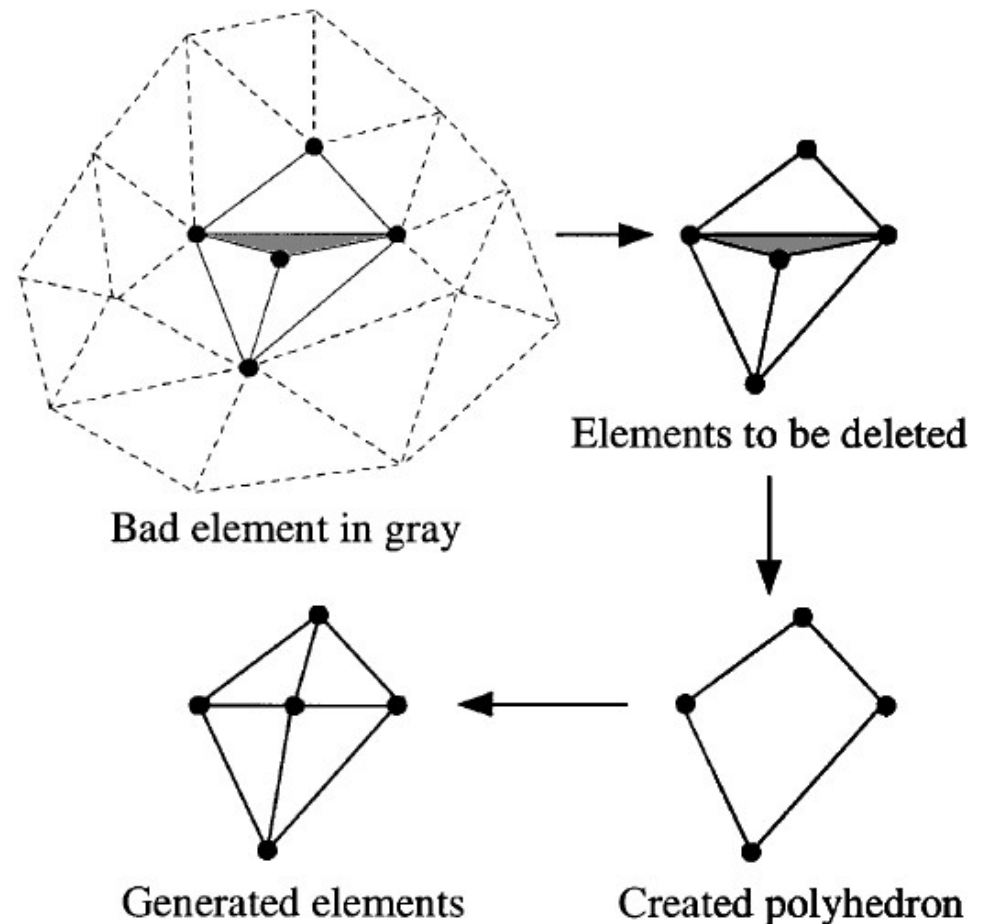 Bad element in gray
Elements to be deleted
Generated elements
Created polyhedron